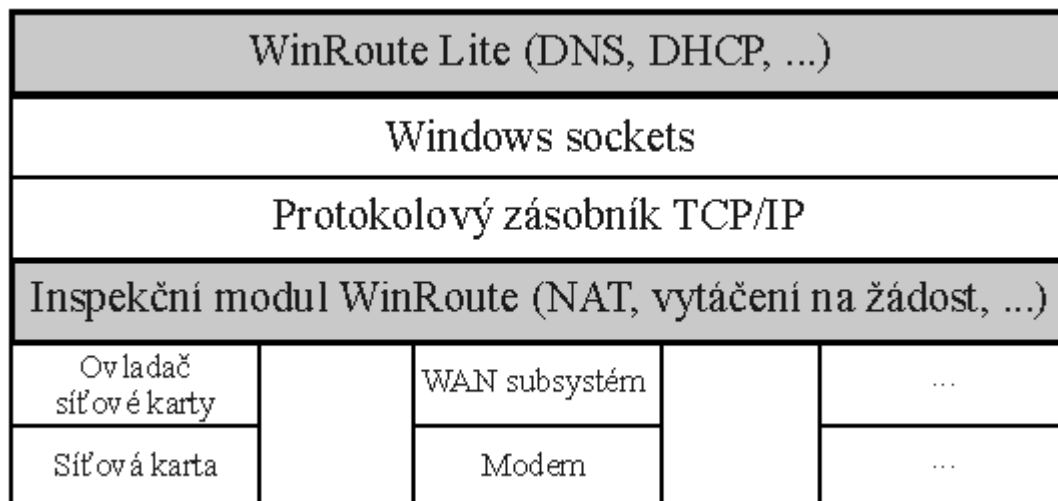 WinRoute Lite (DNS, DHCP, ...)
Windows sockets
Protokolový zásobník TCP/IP
Inspekční modul WinRoute (NAT, vytáčení na žádost, ...)
Ovladač
síťové karty
WAN subsystém
...
Síťová karta
Modem
...